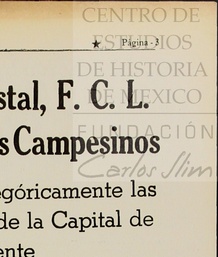 CENTRO DE
ESTUDIOS
DE HISTORIA
DE MEXICO
FUNDACIÓN
Carlos Slim
★ Página - 3
stal, F. C. L.
s Campesinos
egóricamente las
de la Capital de
ente